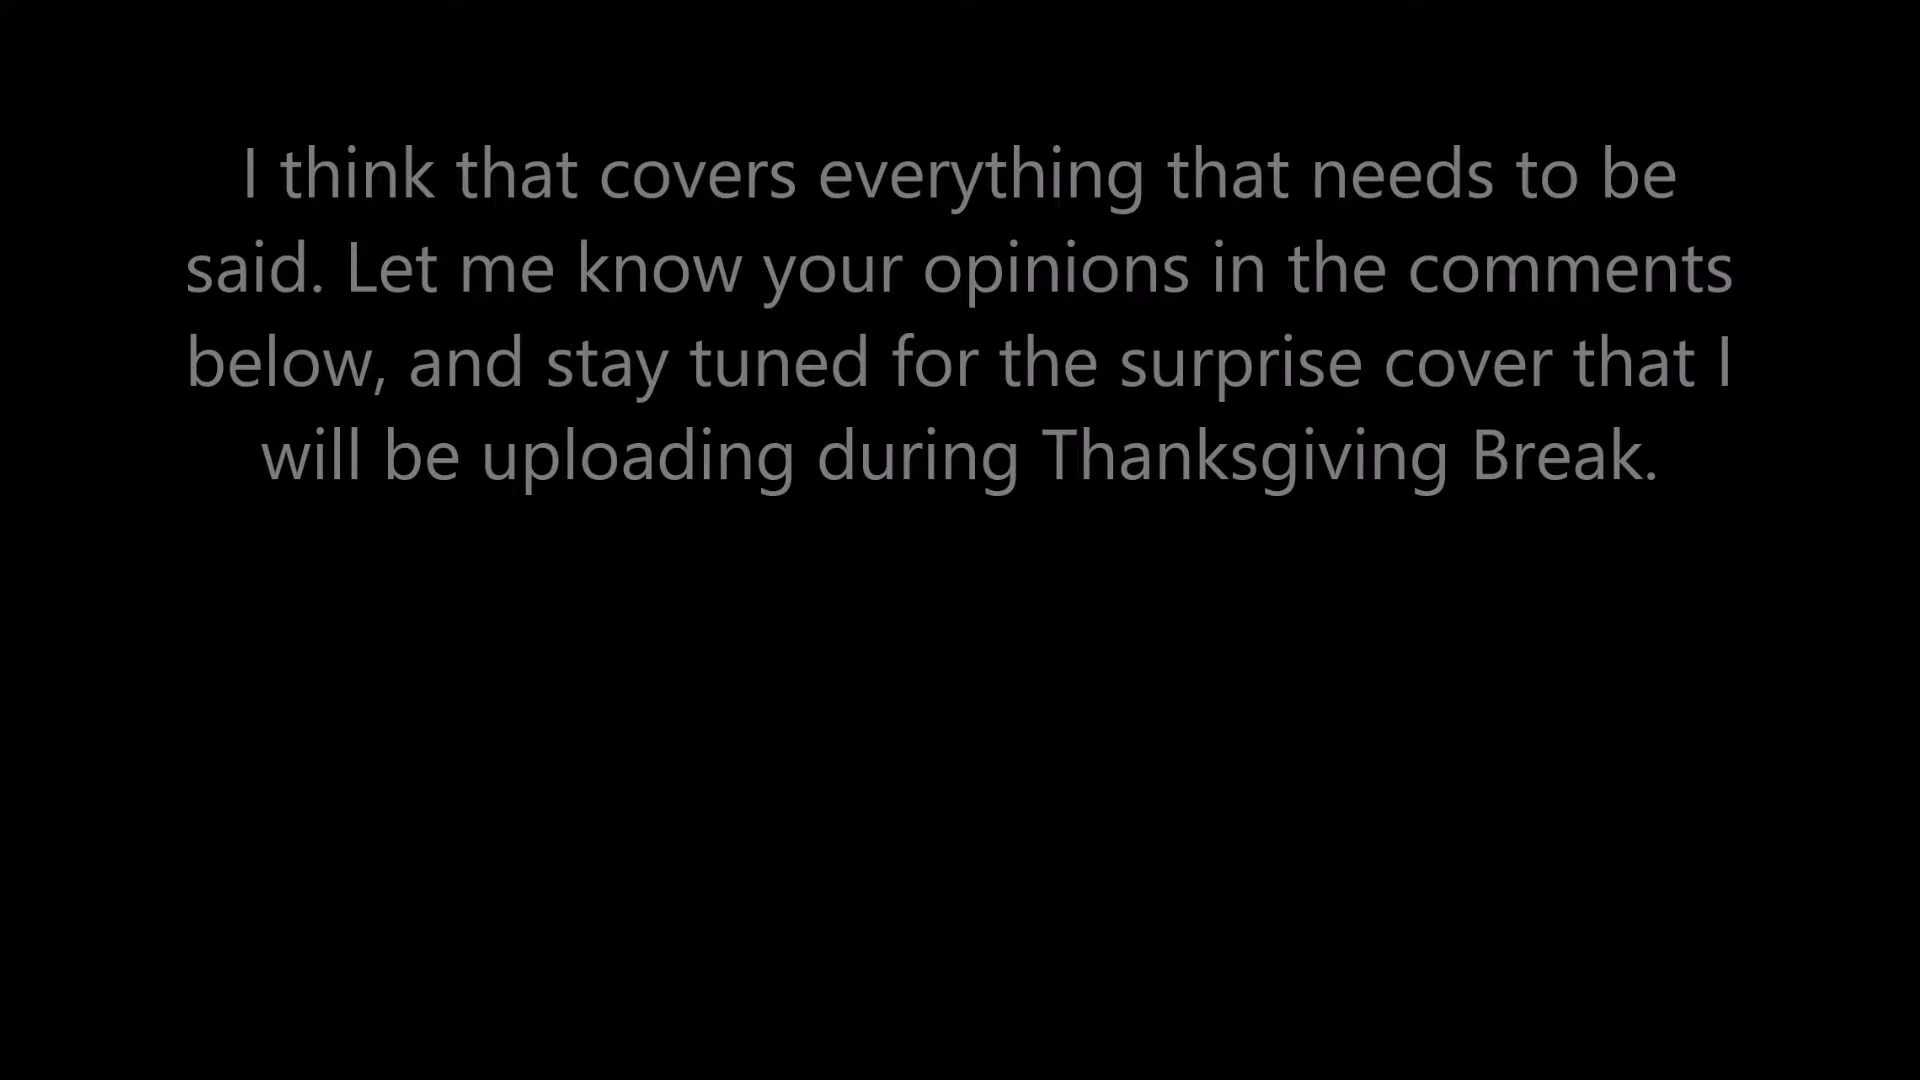 I think that covers everything that needs to be
said. Let me know your opinions in the comments
below, and stay tuned for the surprise cover that I
will be uploading during Thanksgiving Break.